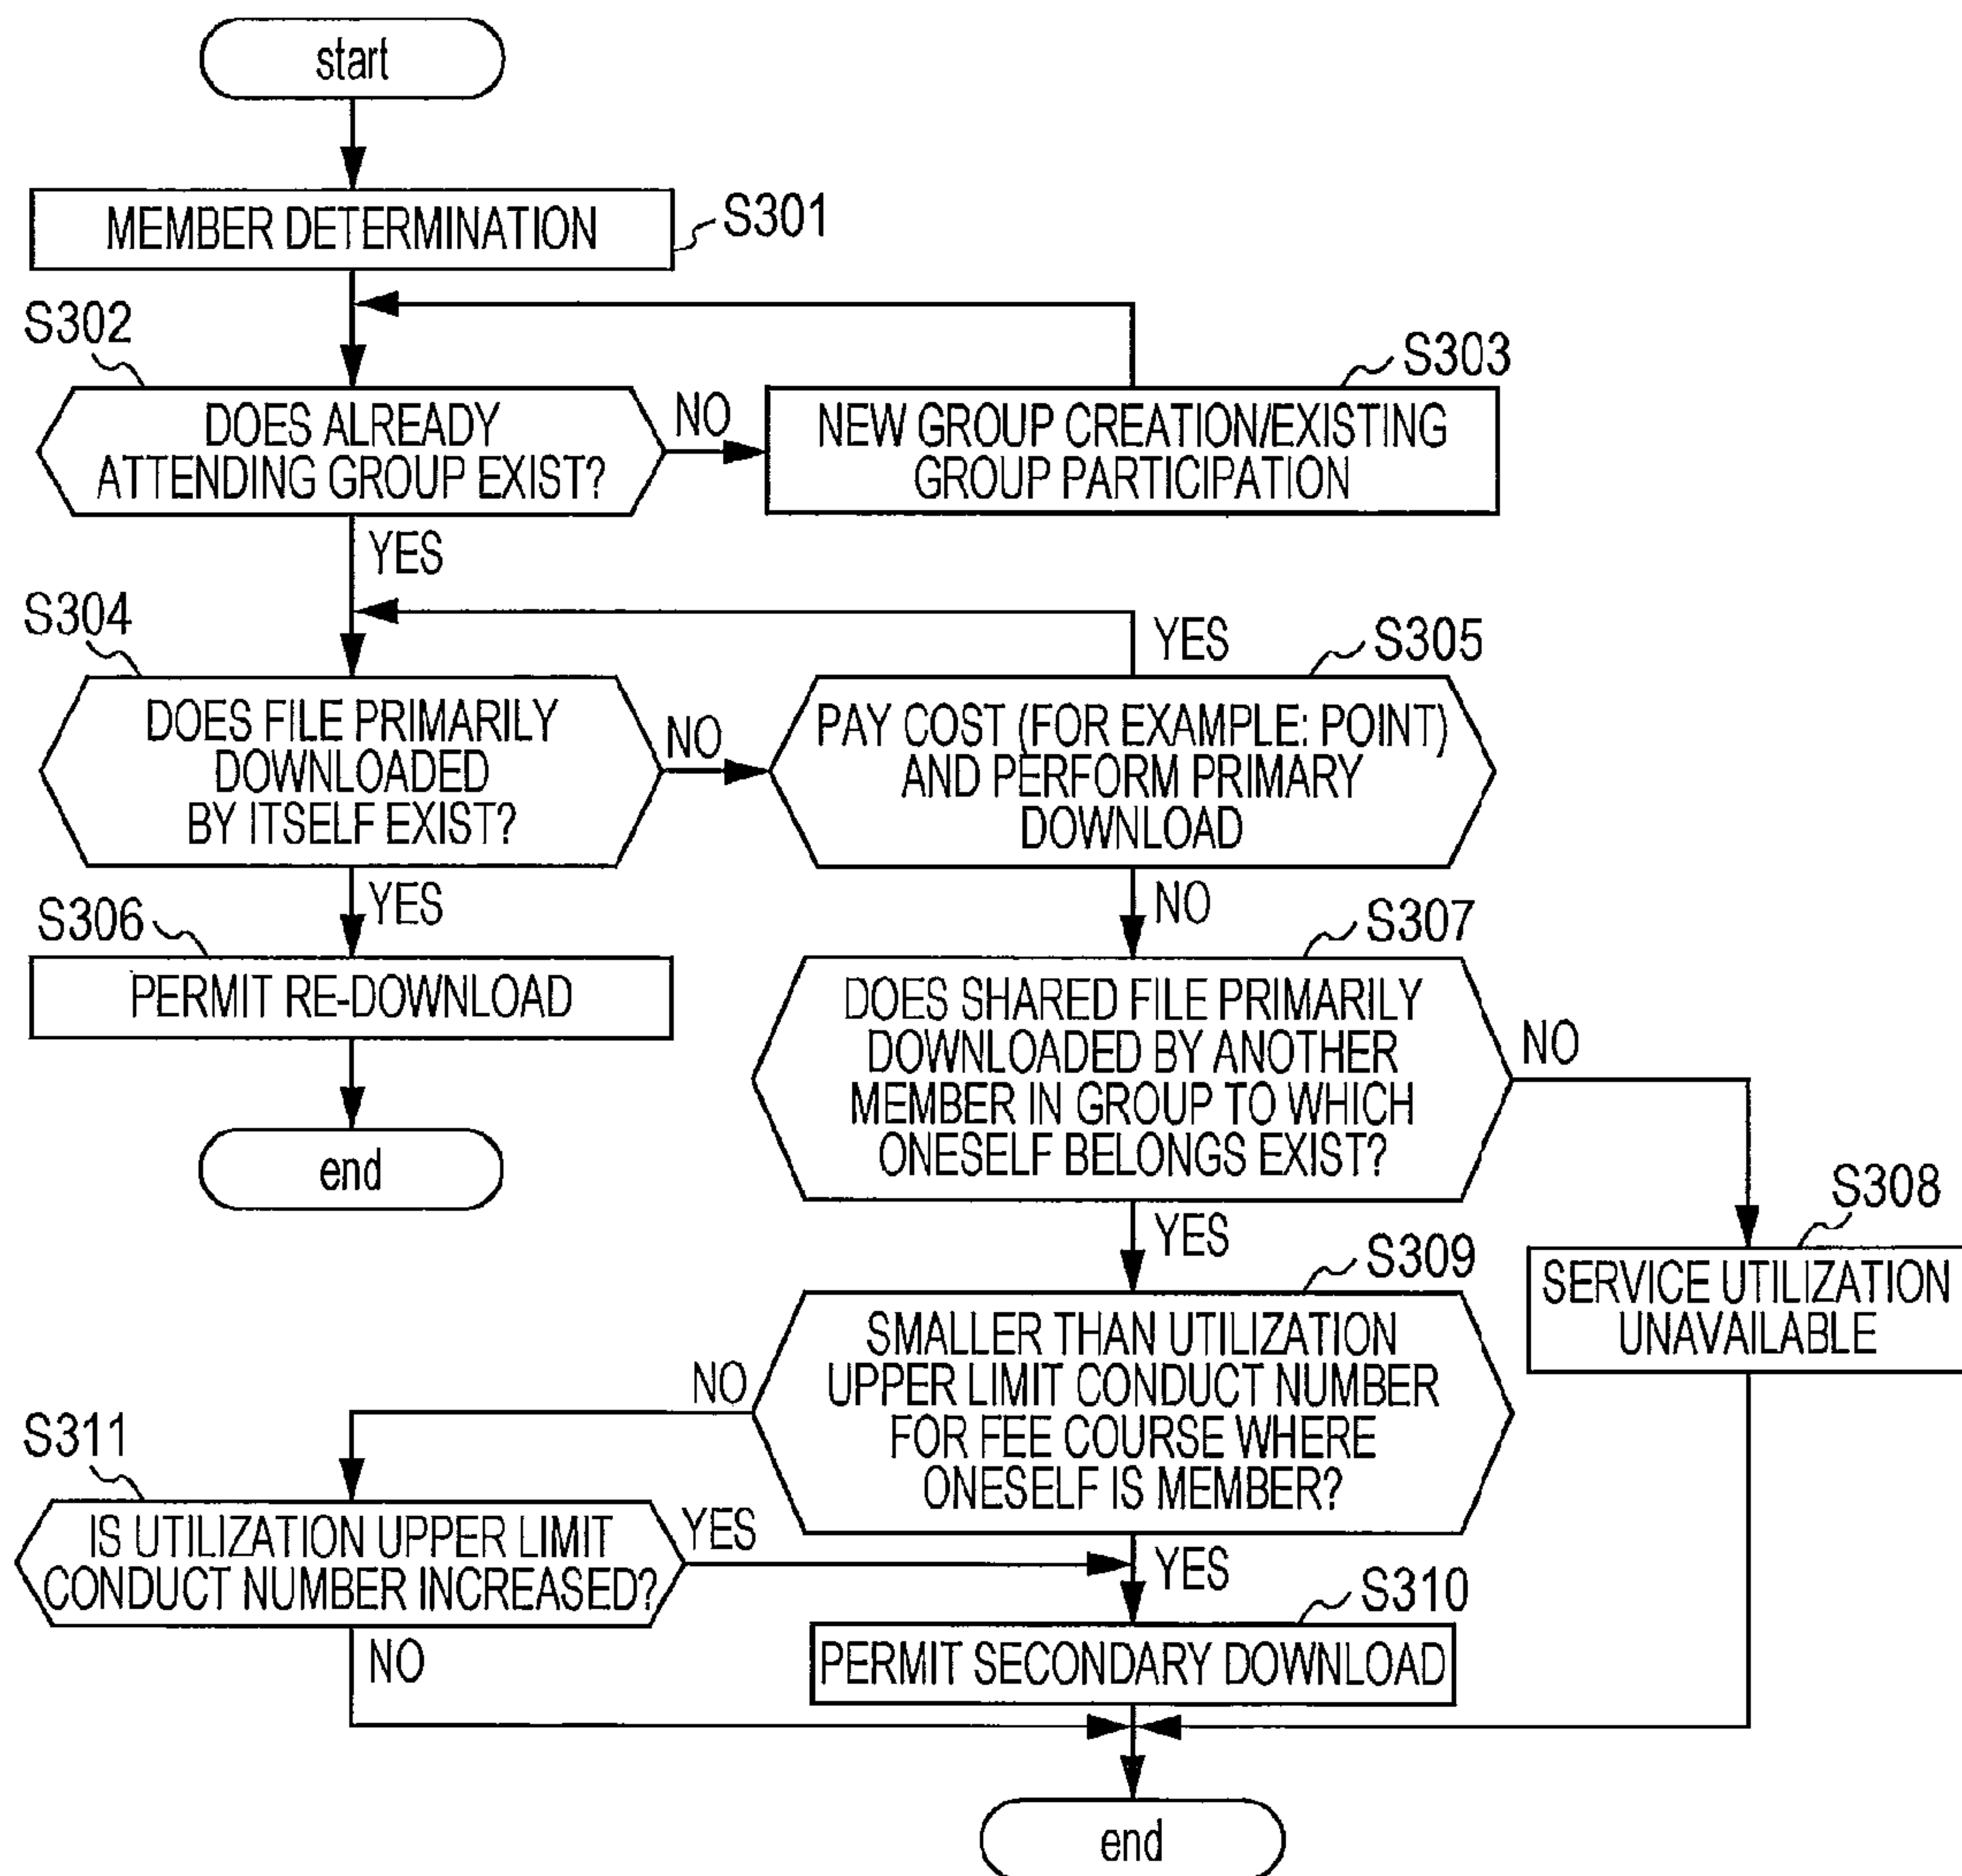 start
MEMBER DETERMINATION
S301
S302
DOES ALREADY
ATTENDING GROUP EXIST?
NO
S303
NEW GROUP CREATION/EXISTING
GROUP PARTICIPATION
YES
S304
DOES FILE PRIMARILY
DOWNLOADED
BY ITSELF EXIST?
NO
YES
S305
PAY COST (FOR EXAMPLE: POINT)
AND PERFORM PRIMARY
DOWNLOAD
YES
NO
S306
PERMIT RE-DOWNLOAD
end
S307
DOES SHARED FILE PRIMARILY
DOWNLOADED BY ANOTHER
MEMBER IN GROUP TO WHICH
ONESELF BELONGS EXIST?
NO
YES
S308
SERVICE UTILIZATION
UNAVAILABLE
S309
SMALLER THAN UTILIZATION
UPPER LIMIT CONDUCT NUMBER
FOR FEE COURSE WHERE
ONESELF IS MEMBER?
NO
YES
S311
IS UTILIZATION UPPER LIMIT
CONDUCT NUMBER INCREASED?
YES
NO
S310
PERMIT SECONDARY DOWNLOAD
end